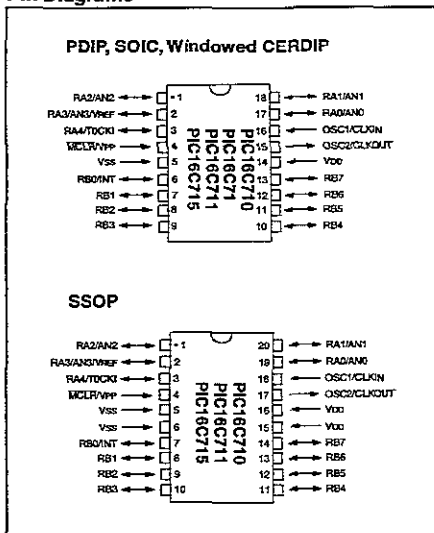 Pin Diagrams
PDIP, SOIC, Windowed CERDIP
RA2/AN2 1 18 RA1/AN1
RA3/AN3/VREF 2 17 RA0/AN0
RA4/T0CKI 3 16 OSC1/CLKIN
MCLR/VPP 4 15 OSC2/CLKOUT
VSS 5 14 VDD
RB0/INT 6 13 RB7
RB1 7 12 RB6
RB2 8 11 RB5
RB3 9 10 RB4
PIC16C710
PIC16C71
PIC16C711
PIC16C715
SSOP
RA2/AN2 1 20 RA1/AN1
RA3/AN3/VREF 2 19 RA0/AN0
RA4/T0CKI 3 18 OSC1/CLKIN
MCLR/VPP 4 17 OSC2/CLKOUT
VSS 5 16 VDD
VSS 6 15 VDD
RB0/INT 7 14 RB7
RB1 8 13 RB6
RB2 9 12 RB5
RB3 10 11 RB4
PIC16C710
PIC16C711
PIC16C715